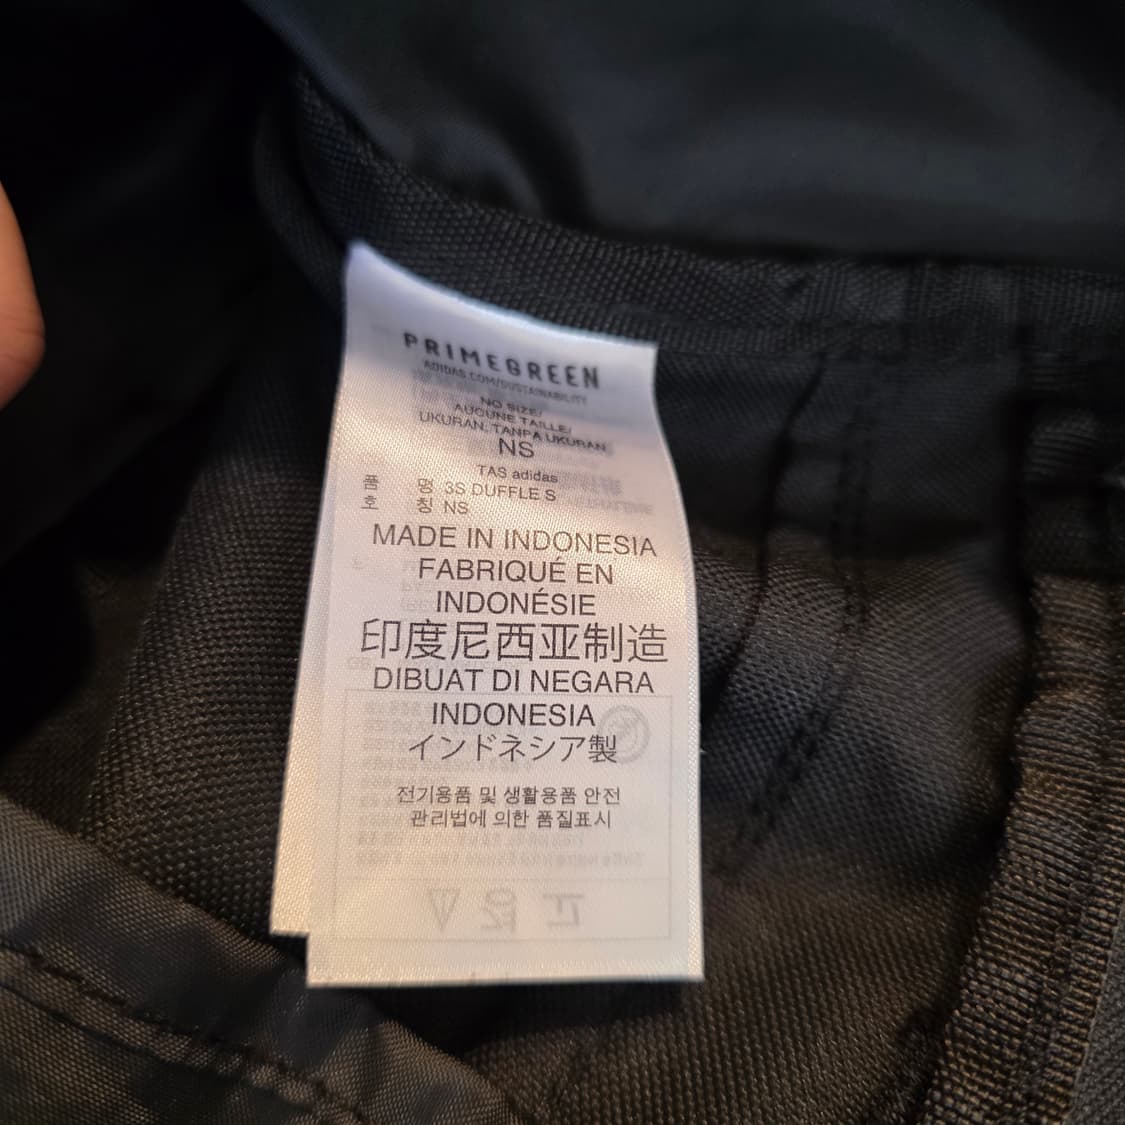 PRIMEGREEN
ADIDAS.COM/SUSTAINABILITY
NO SIZE/
AUCUNE TAILLE/
UKURAN: TANPA UKURAN
NS
TAS adidas
품 명 3S DUFFLE S
호 칭 NS
MADE IN INDONESIA
FABRIQUÉ EN
INDONÉSIE
印度尼西亚制造
DIBUAT DI NEGARA
INDONESIA
インドネシア製
전기용품 및 생활용품 안전
관리법에 의한 품질표시